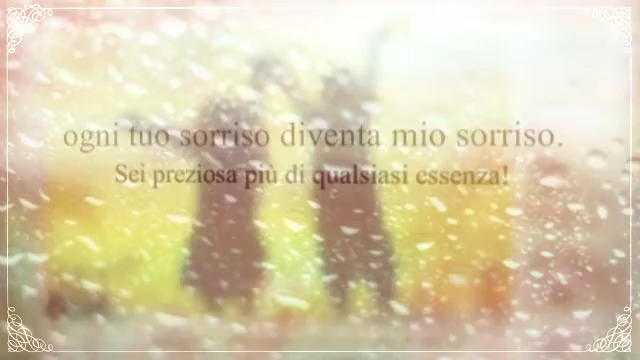 ogni tuo sorriso diventa mio sorriso.
Sei preziosa più di qualsiasi essenza!